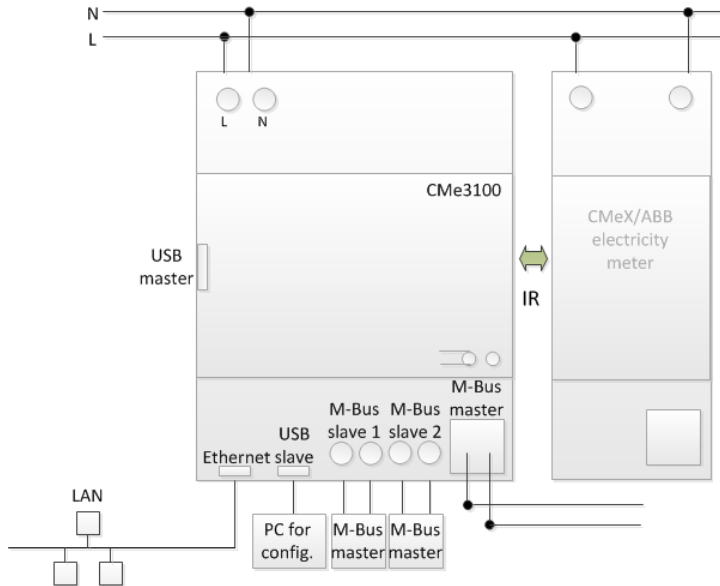 N
L
L
N
CMe3100
CMeX/ABB
electricity
meter
USB
master
IR
M-Bus
master
M-Bus
slave 1
M-Bus
slave 2
USB
slave
Ethernet
LAN
PC for
config.
M-Bus
master
M-Bus
master